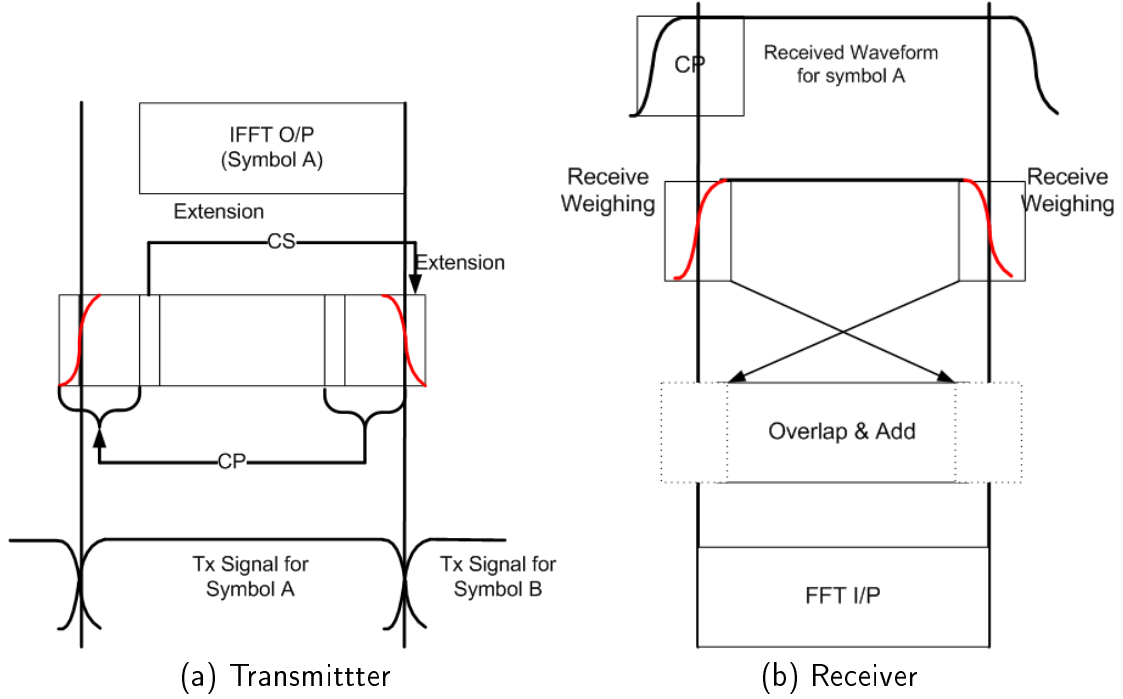 IFFT O/P
(Symbol A)
Extension
CS
Extension
CP
Tx Signal for
Symbol A
Tx Signal for
Symbol B
(a) Transmittter
CP
Received Waveform
for symbol A
Receive
Weighing
Receive
Weighing
Overlap & Add
FFT I/P
(b) Receiver